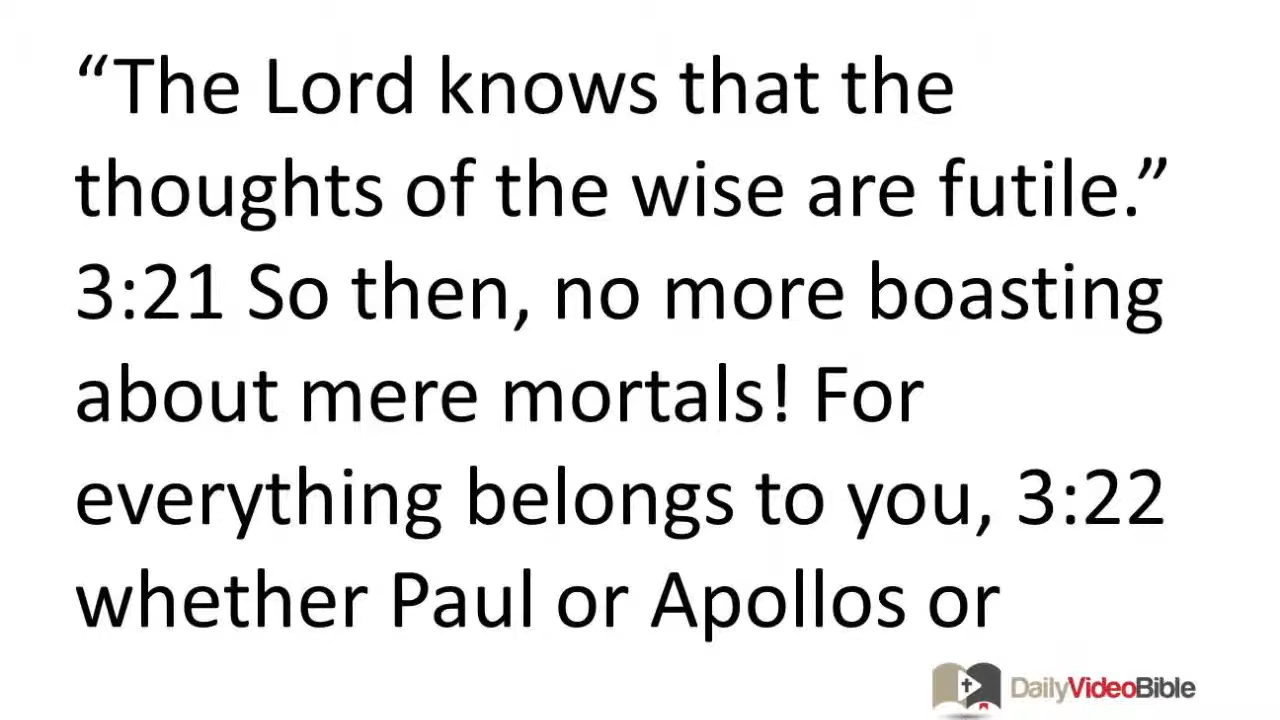 “The Lord knows that the
thoughts of the wise are futile.”
3:21 So then, no more boasting
about mere mortals! For
everything belongs to you, 3:22
whether Paul or Apollos or
DailyVideoBible